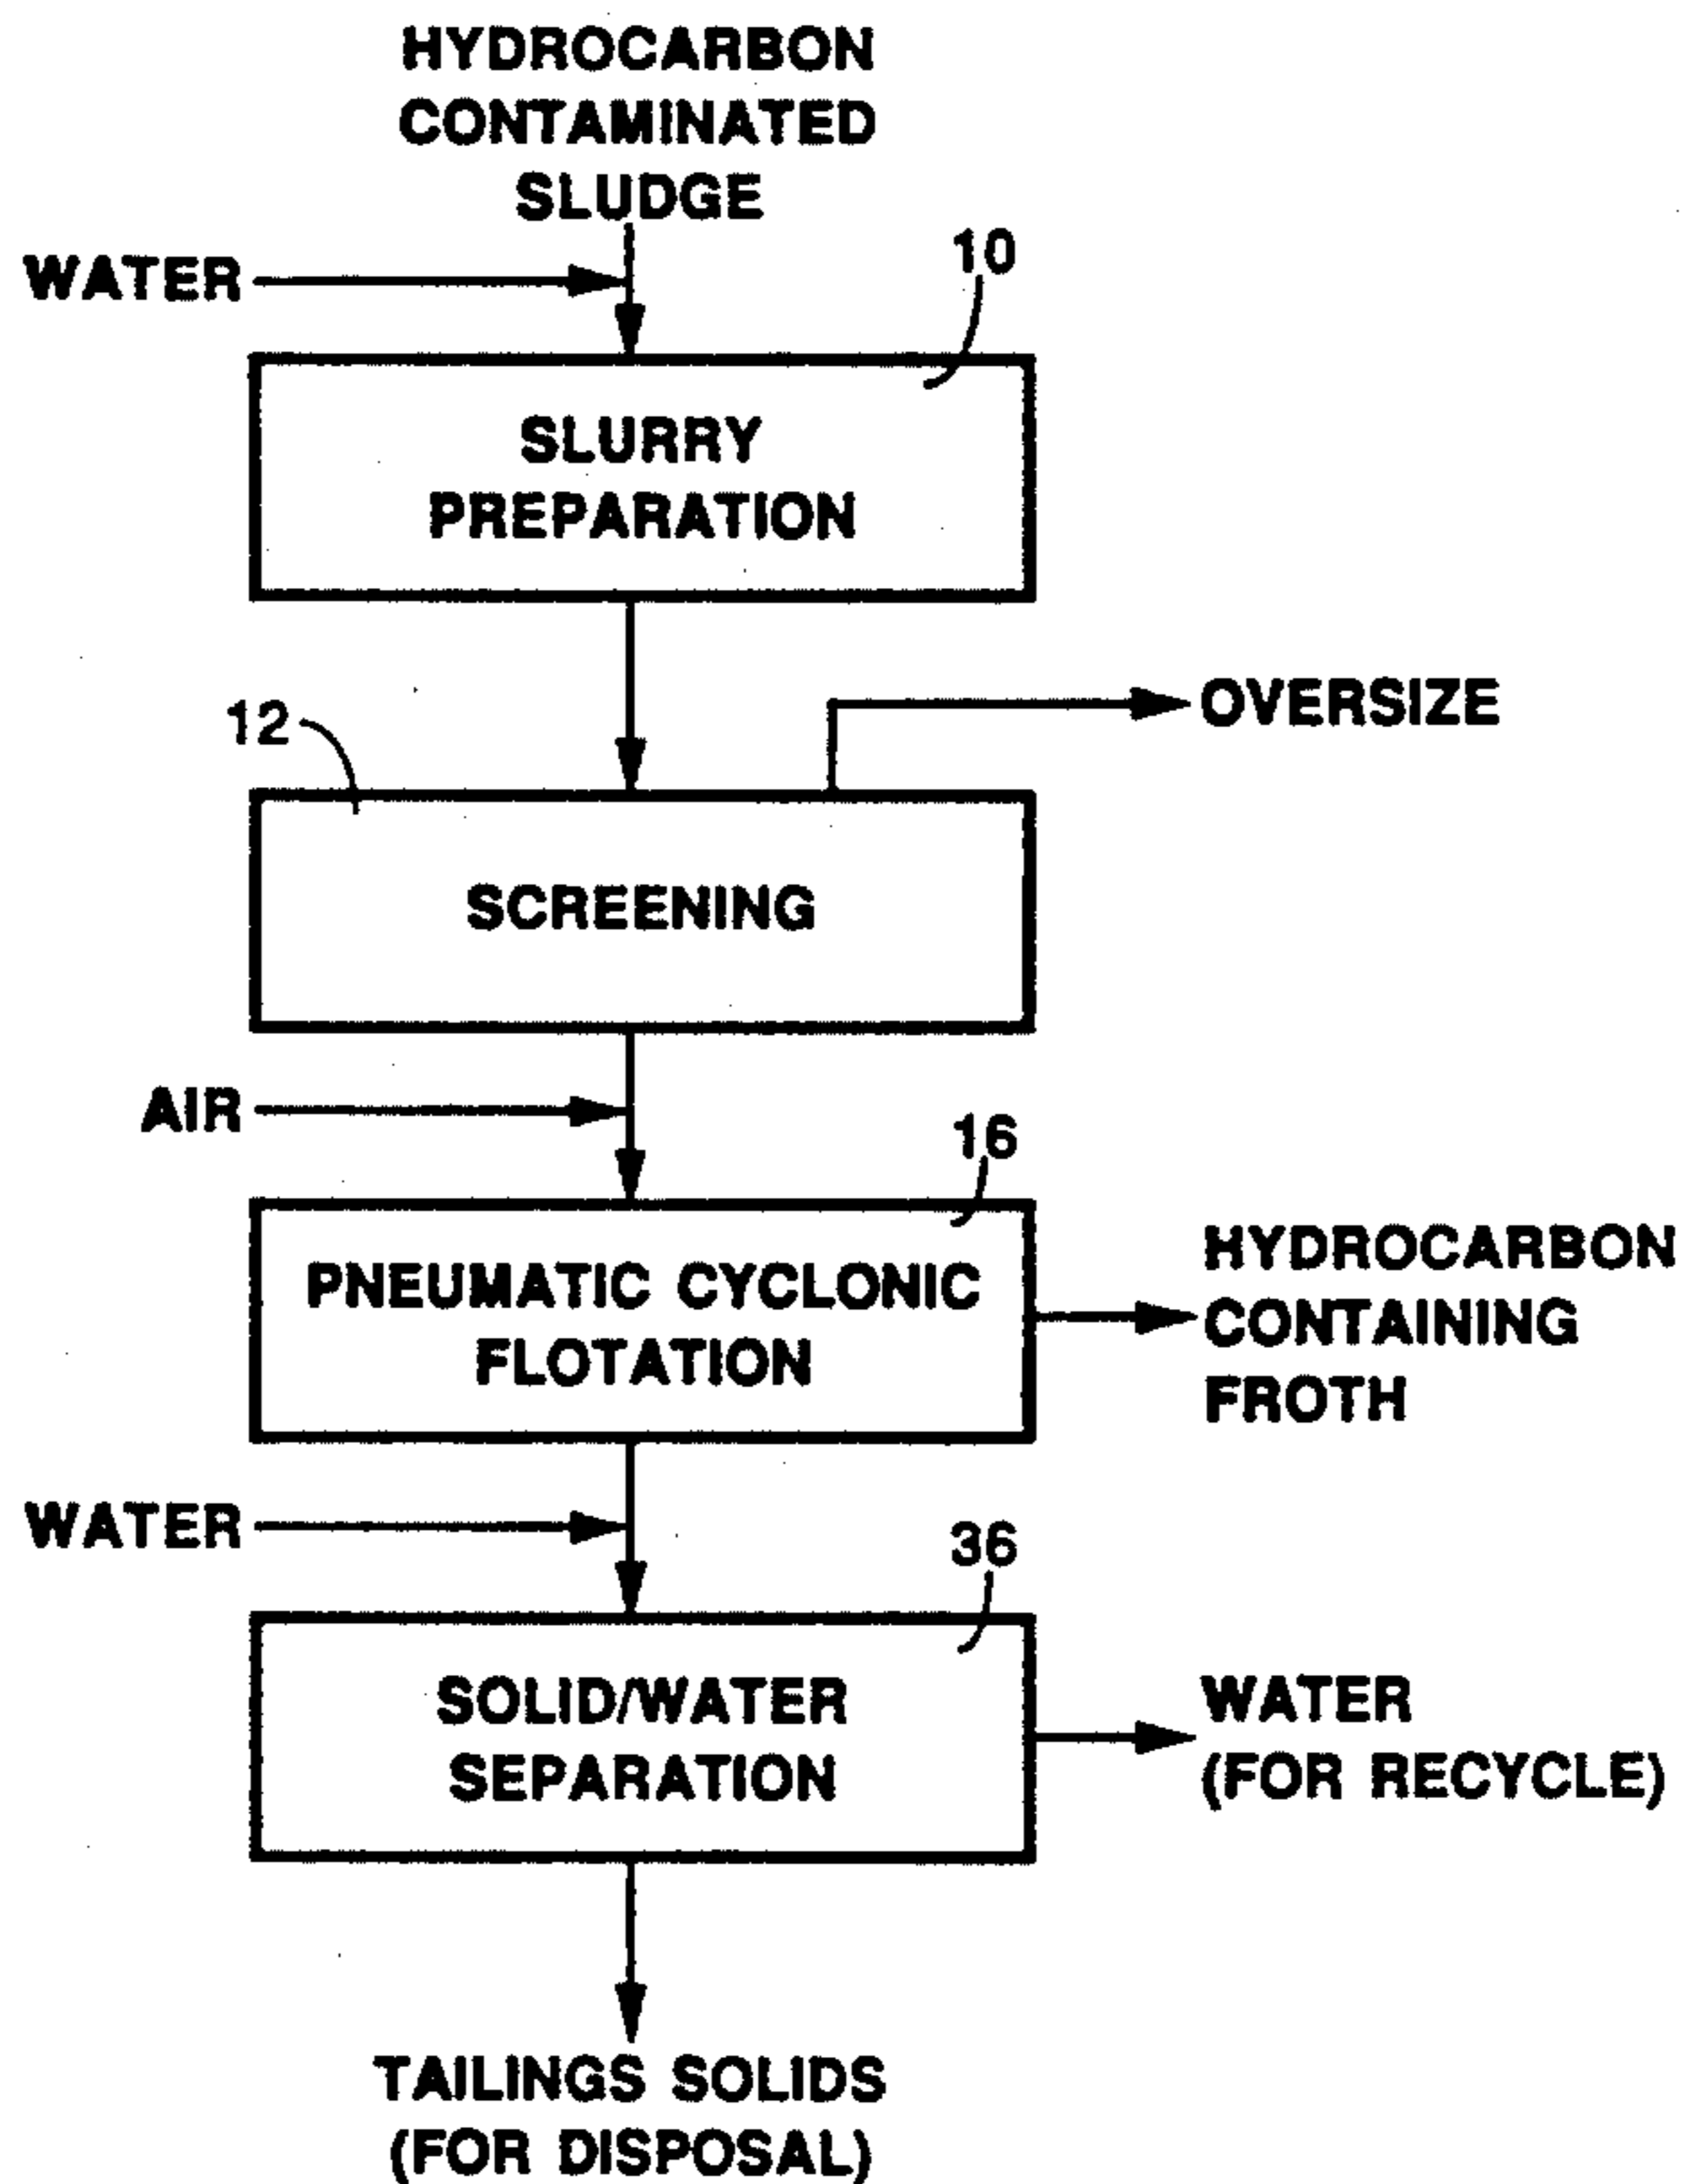 HYDROCARBON
CONTAMINATED
SLUDGE
WATER
10
SLURRY
PREPARATION
OVERSIZE
12
SCREENING
AIR
16
PNEUMATIC CYCLONIC
FLOTATION
HYDROCARBON
CONTAINING
FROTH
WATER
36
SOLID/WATER
SEPARATION
WATER
(FOR RECYCLE)
TAILINGS SOLIDS
(FOR DISPOSAL)